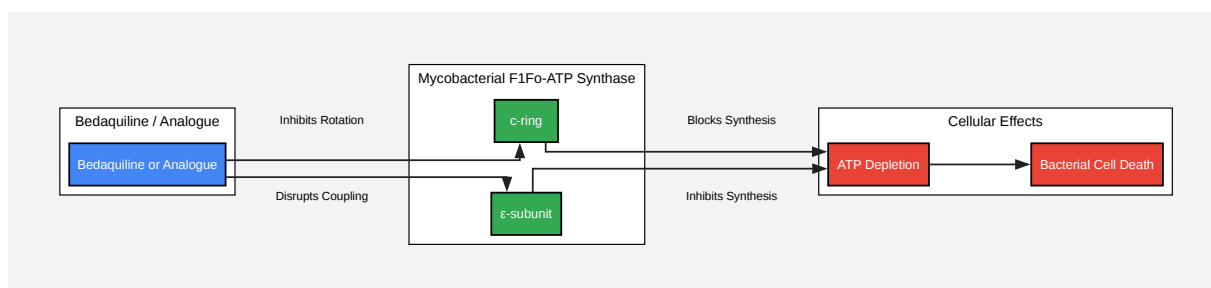 Mycobacterial F1Fo-ATP Synthase
Bedaquiline / Analogue
Inhibits Rotation
c-ring
Blocks Synthesis
Cellular Effects
Bedaquiline or Analogue
ATP Depletion
Bacterial Cell Death
Disrupts Coupling
ε-subunit
Inhibits Synthesis